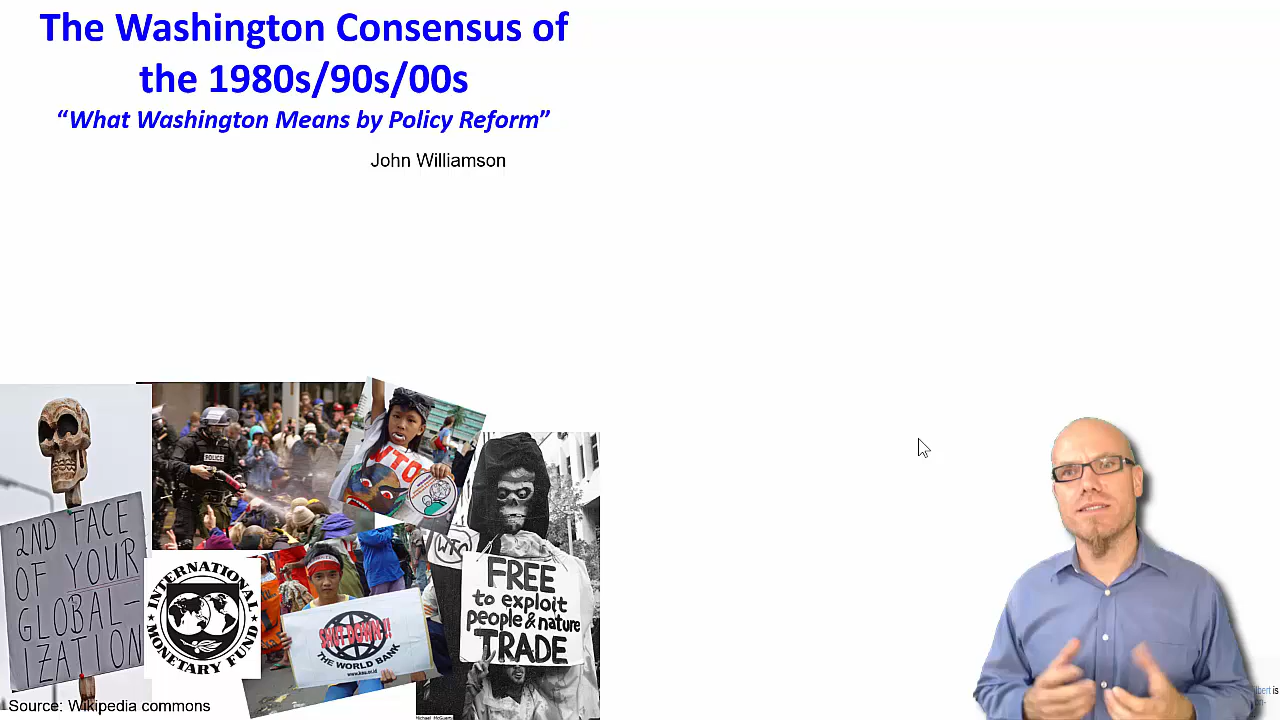 The Washington Consensus of
the 1980s/90s/00s
“What Washington Means by Policy Reform”
John Williamson
2ND FACE
OF YOUR
GLOBAL-
IZATION
POLICE
WTO
INTERNATIONAL
MONETARY FUND
SHUT DOWN!!
THE WORLD BANK
FREE
to exploit
people & nature
TRADE
Source: Wikipedia commons
is